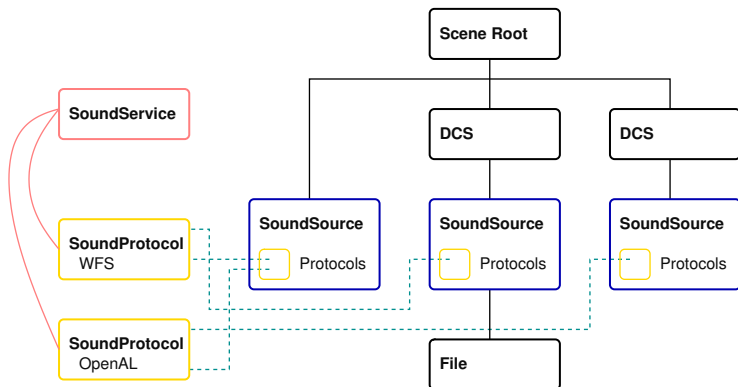 Scene Root
SoundService
DCS
DCS
SoundSource
Protocols
SoundSource
Protocols
SoundSource
Protocols
SoundProtocol
WFS
SoundProtocol
OpenAL
File